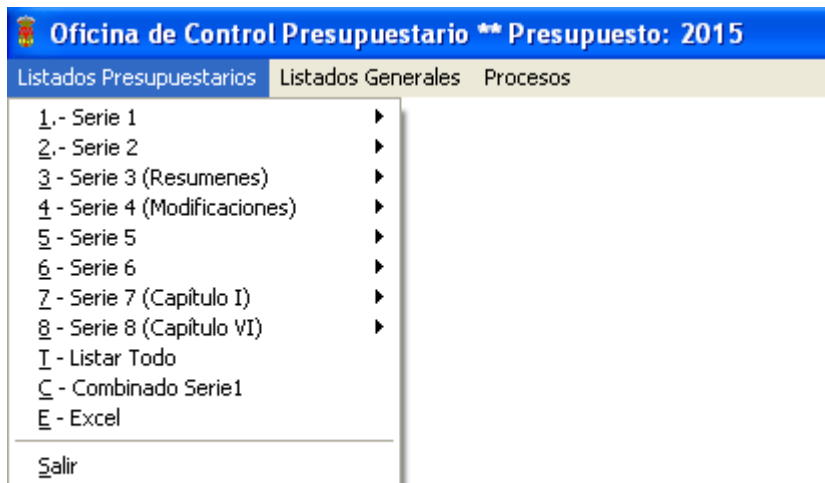 Oficina de Control Presupuestario ** Presupuesto: 2015
Listados Presupuestarios Listados Generales Procesos
1.- Serie 1
2.- Serie 2
3 - Serie 3 (Resumenes)
4 - Serie 4 (Modificaciones)
5 - Serie 5
6 - Serie 6
7 - Serie 7 (Capítulo I)
8 - Serie 8 (Capítulo VI)
T - Listar Todo
C - Combinado Serie1
E - Excel
Salir